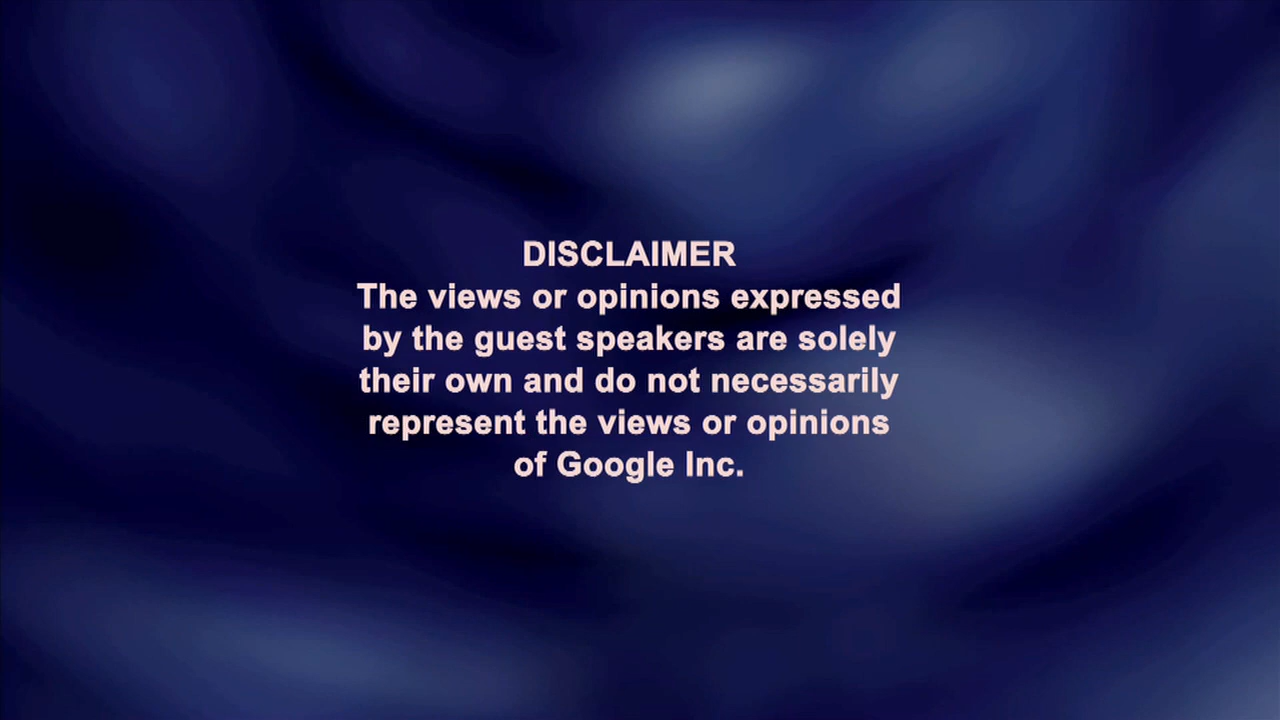 DISCLAIMER
The views or opinions expressed
by the guest speakers are solely
their own and do not necessarily
represent the views or opinions
of Google Inc.